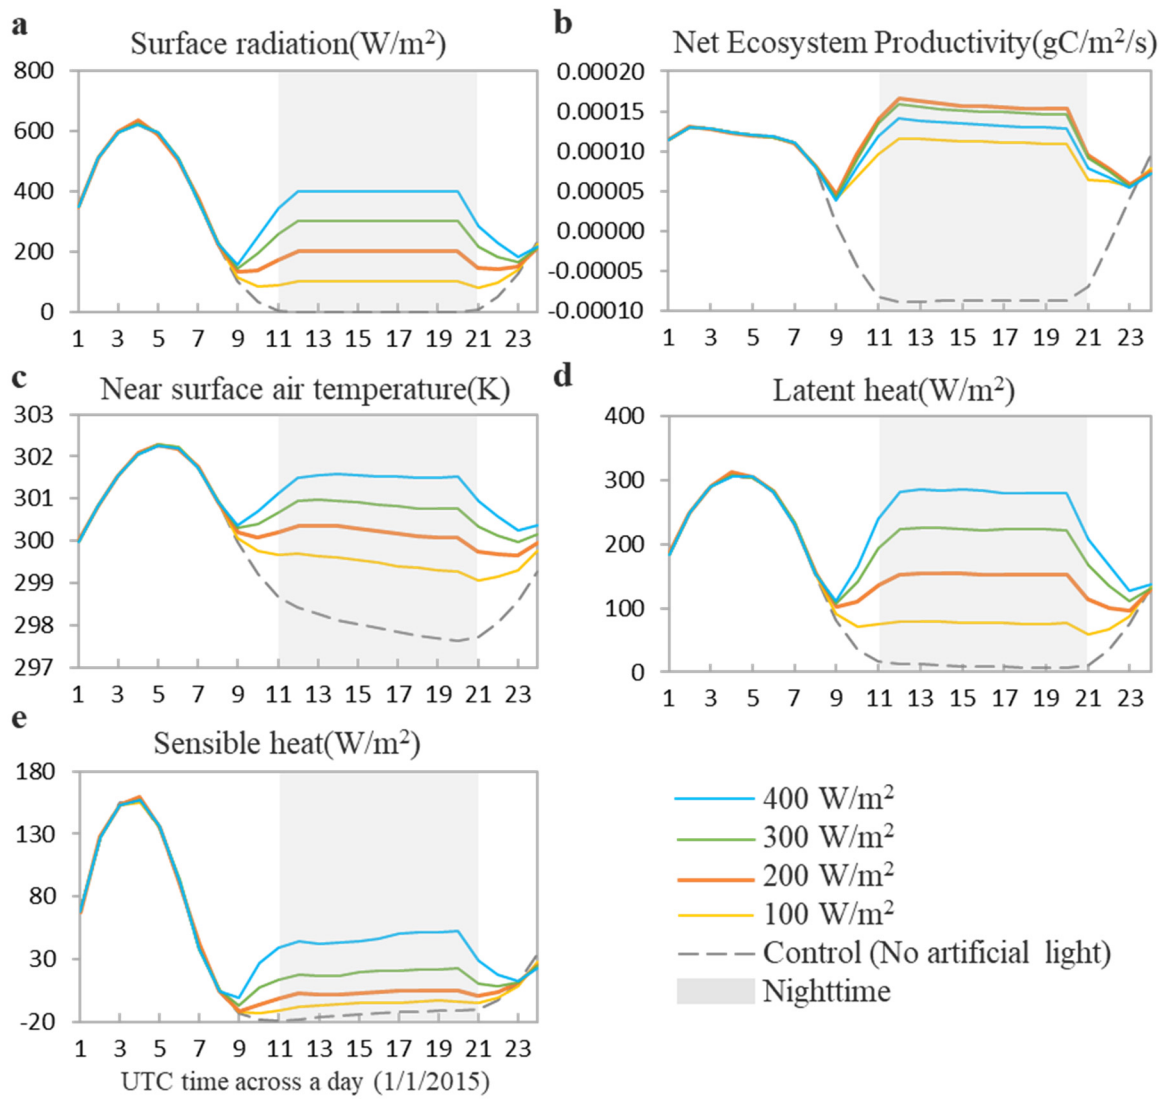 a
Surface radiation(W/m²)
800
600
400
200
0
1 3 5 7 9 11 13 15 17 19 21 23
b
Net Ecosystem Productivity(gC/m²/s)
0.00020
0.00015
0.00010
0.00005
0.00000
-0.00005
-0.00010
1 3 5 7 9 11 13 15 17 19 21 23
c
Near surface air temperature(K)
303
302
301
300
299
298
297
1 3 5 7 9 11 13 15 17 19 21 23
d
Latent heat(W/m²)
400
300
200
100
0
1 3 5 7 9 11 13 15 17 19 21 23
e
Sensible heat(W/m²)
180
130
80
30
-20
1 3 5 7 9 11 13 15 17 19 21 23
UTC time across a day (1/1/2015)
400 W/m²
300 W/m²
200 W/m²
100 W/m²
Control (No artificial light)
Nighttime